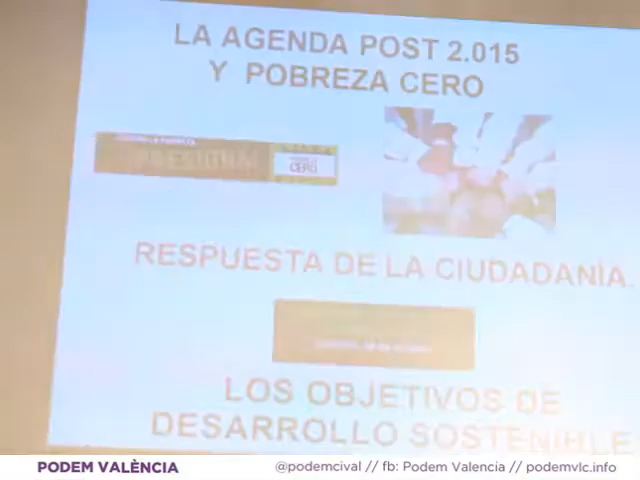 LA AGENDA POST 2.015
Y POBREZA CERO
CERO
RESPUESTA DE LA CIUDADANÍA.
LOS OBJETIVOS DE
DESARROLLO SOSTENIBLE
PODEM VALÈNCIA
@podemcival // fb: Podem Valencia // podemvlc.info